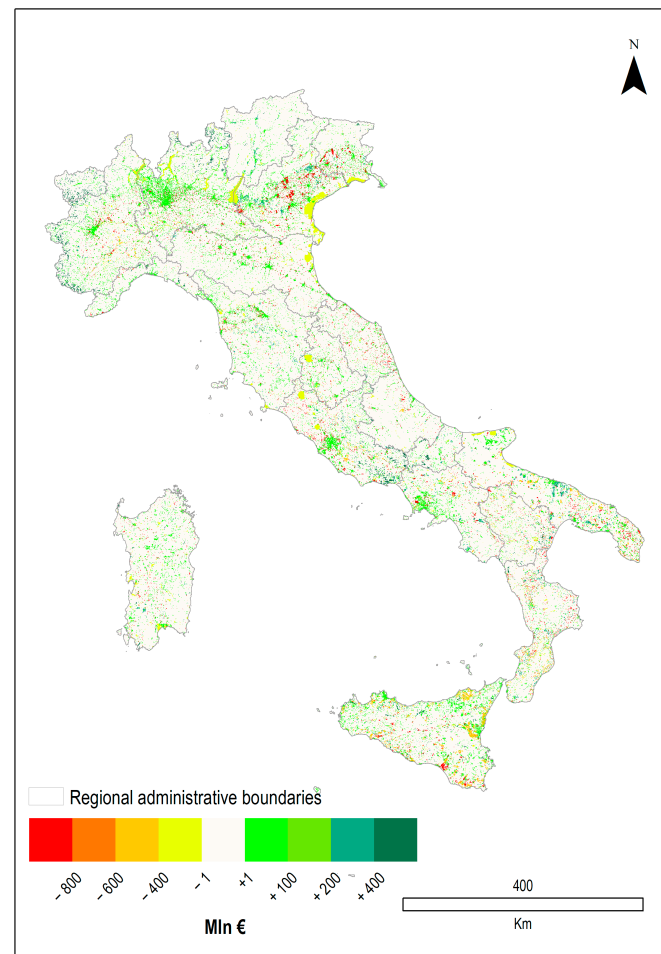 N
Regional administrative boundaries
- 800
- 600
- 400
- 1
+1
+100
+200
+400
Mln €
400
Km